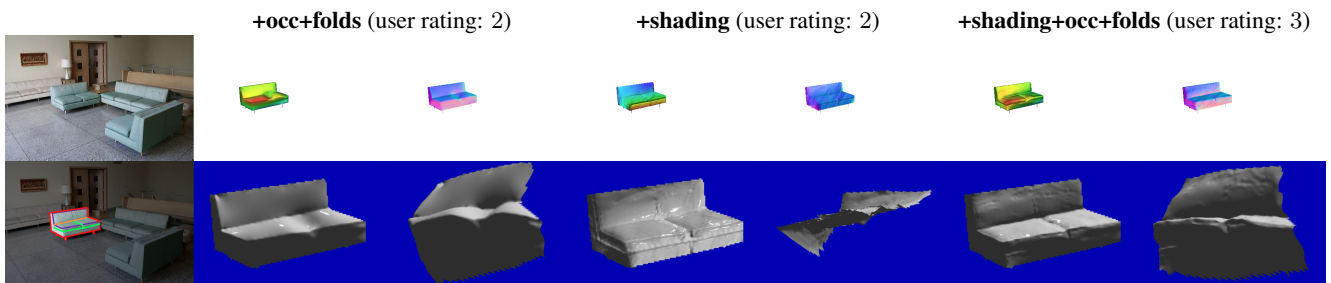 +occ+folds (user rating: 2)
+shading (user rating: 2)
+shading+occ+folds (user rating: 3)